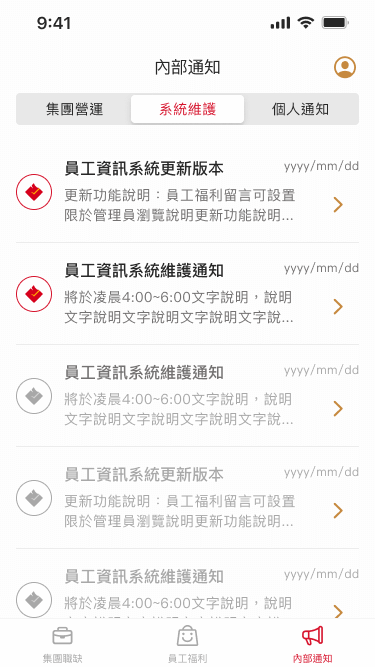 9:41
內部通知
集團營運
系統維護
個人通知
員工資訊系統更新版本
yyyy/mm/dd
更新功能說明：員工福利留言可設置
限於管理員瀏覽說明更新功能說明...
員工資訊系統維護通知
yyyy/mm/dd
將於凌晨4:00~6:00文字說明，說明
文字說明文字說明文字說明文字說...
員工資訊系統維護通知
yyyy/mm/dd
將於凌晨4:00~6:00文字說明，說明
文字說明文字說明文字說明文字說...
員工資訊系統更新版本
yyyy/mm/dd
更新功能說明：員工福利留言可設置
限於管理員瀏覽說明更新功能說明...
員工資訊系統維護通知
yyyy/mm/dd
將於凌晨4:00~6:00文字說明，說明
集團職缺
員工福利
內部通知